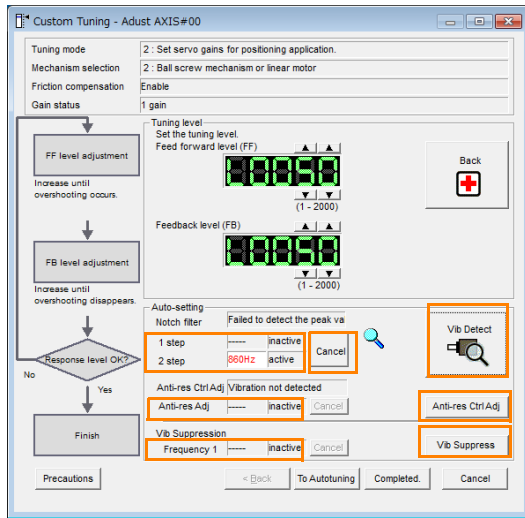 Custom Tuning - Adust AXIS#00
Tuning mode 2 : Set servo gains for positioning application.
Mechanism selection 2 : Ball screw mechanism or linear motor
Friction compensation Enable
Gain status 1 gain
FF level adjustment
Increase until
overshooting occurs.
FB level adjustment
Increase until
overshooting disappears.
Response level OK?
No
Yes
Finish
Tuning level
Set the tuning level.
Feed forward level (FF)
L0050
(1 - 2000)
Feedback level (FB)
L0050
(1 - 2000)
Back
Auto-setting
Notch filter Failed to detect the peak va
1 step ----- inactive
2 step 860Hz active
Cancel
Vib Detect
Anti-res Ctrl Adj Vibration not detected
Anti-res Adj ----- inactive Cancel
Anti-res Ctrl Adj
Vib Suppression
Frequency 1 ----- inactive Cancel
Vib Suppress
Precautions < Back To Autotuning Completed. Cancel